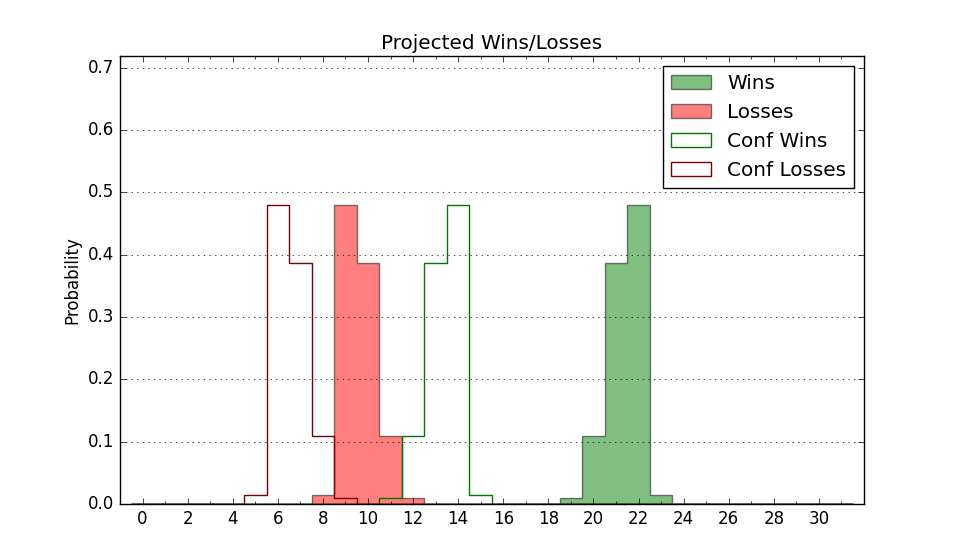 Projected Wins/Losses
Probability
0.7
0.6
0.5
0.4
0.3
0.2
0.1
0.0
Wins
Losses
Conf Wins
Conf Losses
0 2 4 6 8 10 12 14 16 18 20 22 24 26 28 30